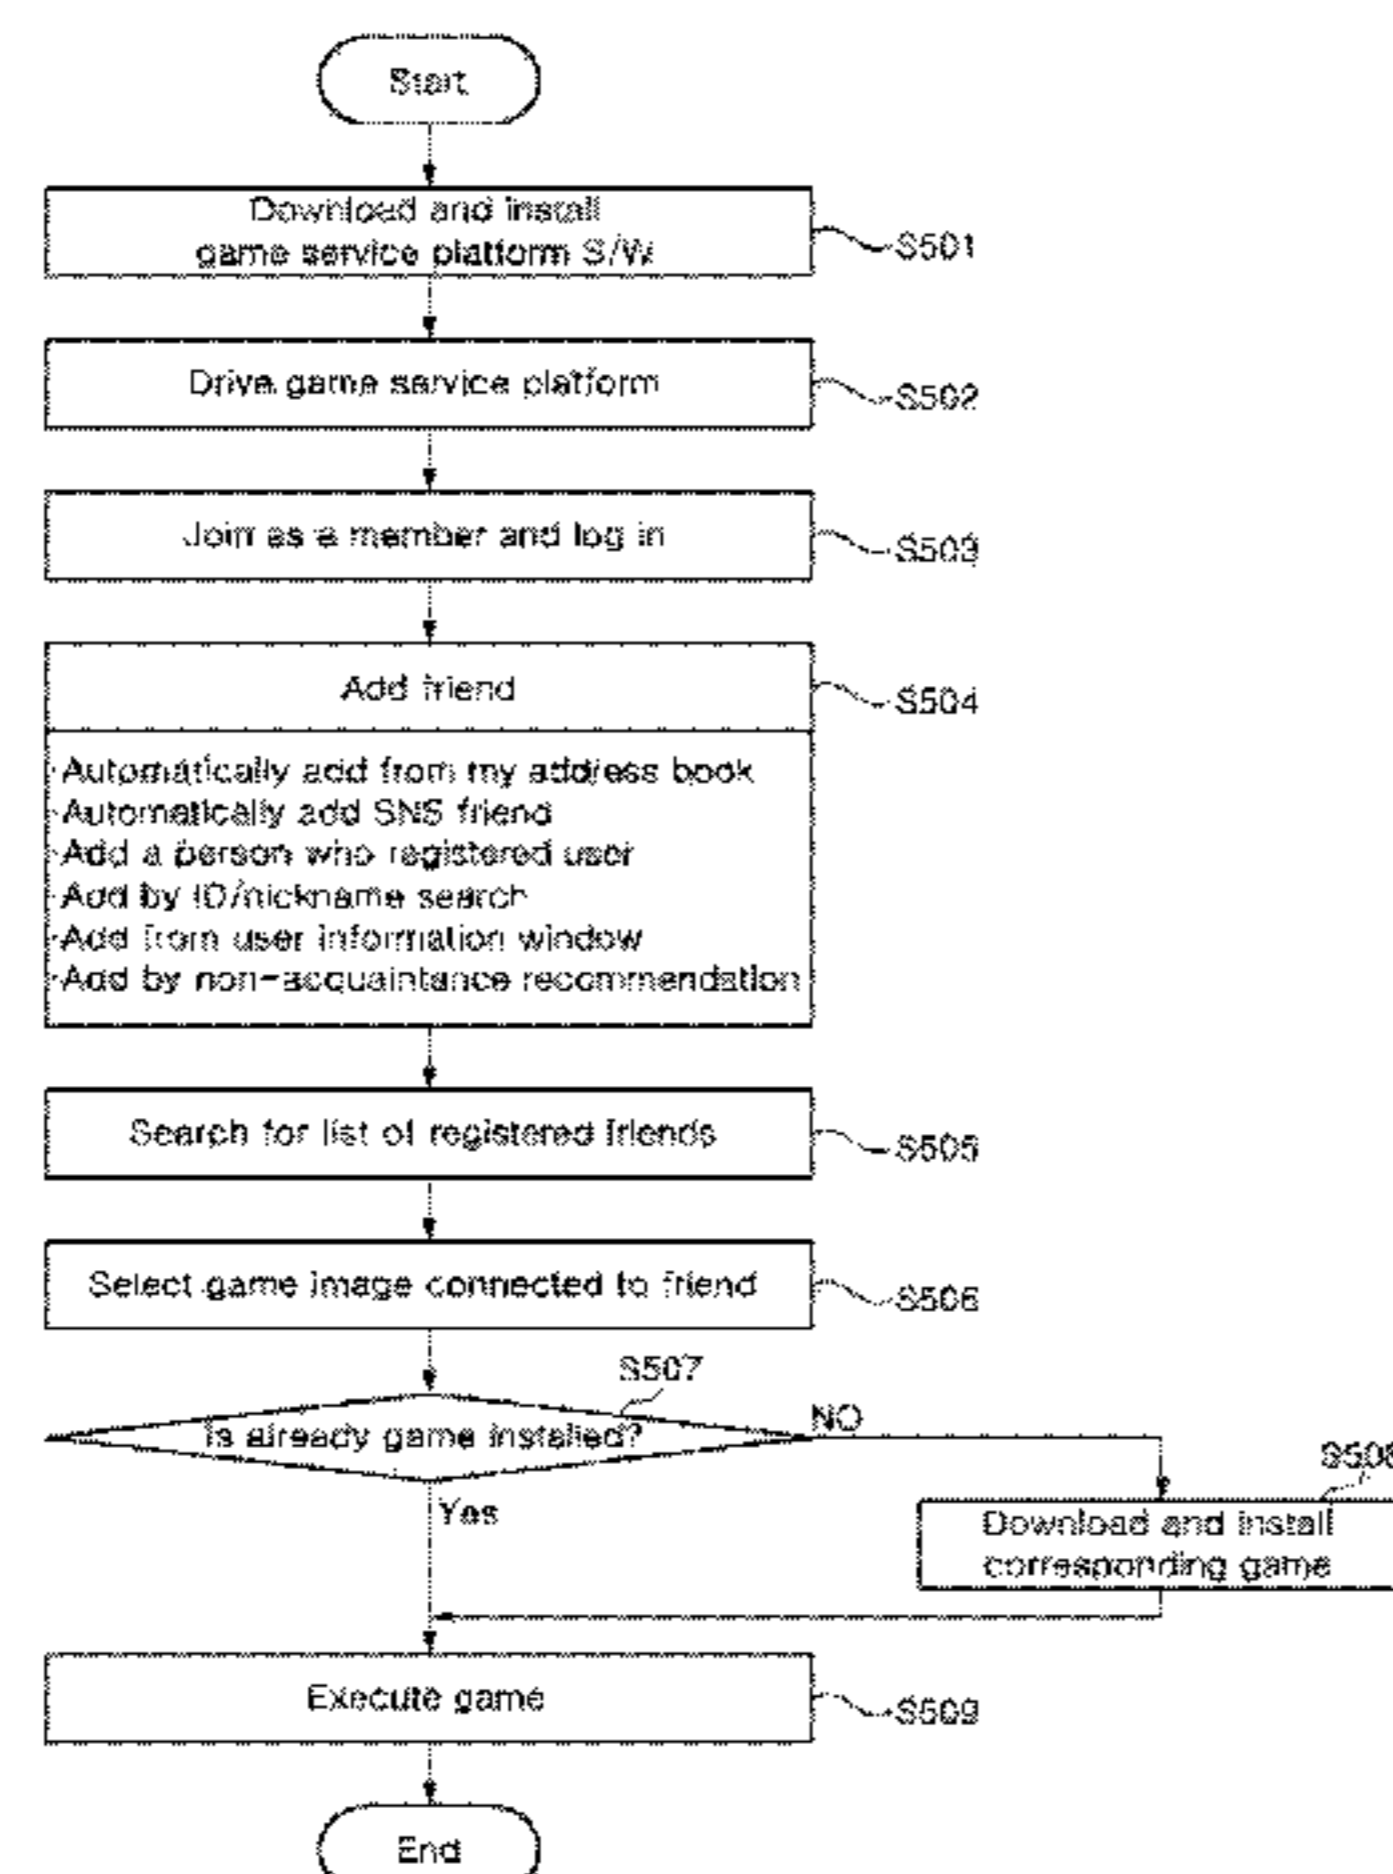 Start
Download and install
game service platform S/W
S501
Drive game service platform
S502
Join as a member and log in
S503
Add friend
S504
·Automatically add from my address book
·Automatically add SNS friend
·Add a person who registered user
·Add by ID/nickname search
·Add from user information window
·Add by non-acquaintance recommendation
Search for list of registered friends
S505
Select game image connected to friend
S506
S507
Is already game installed?
NO
Yes
S508
Download and install
corresponding game
Execute game
S509
End